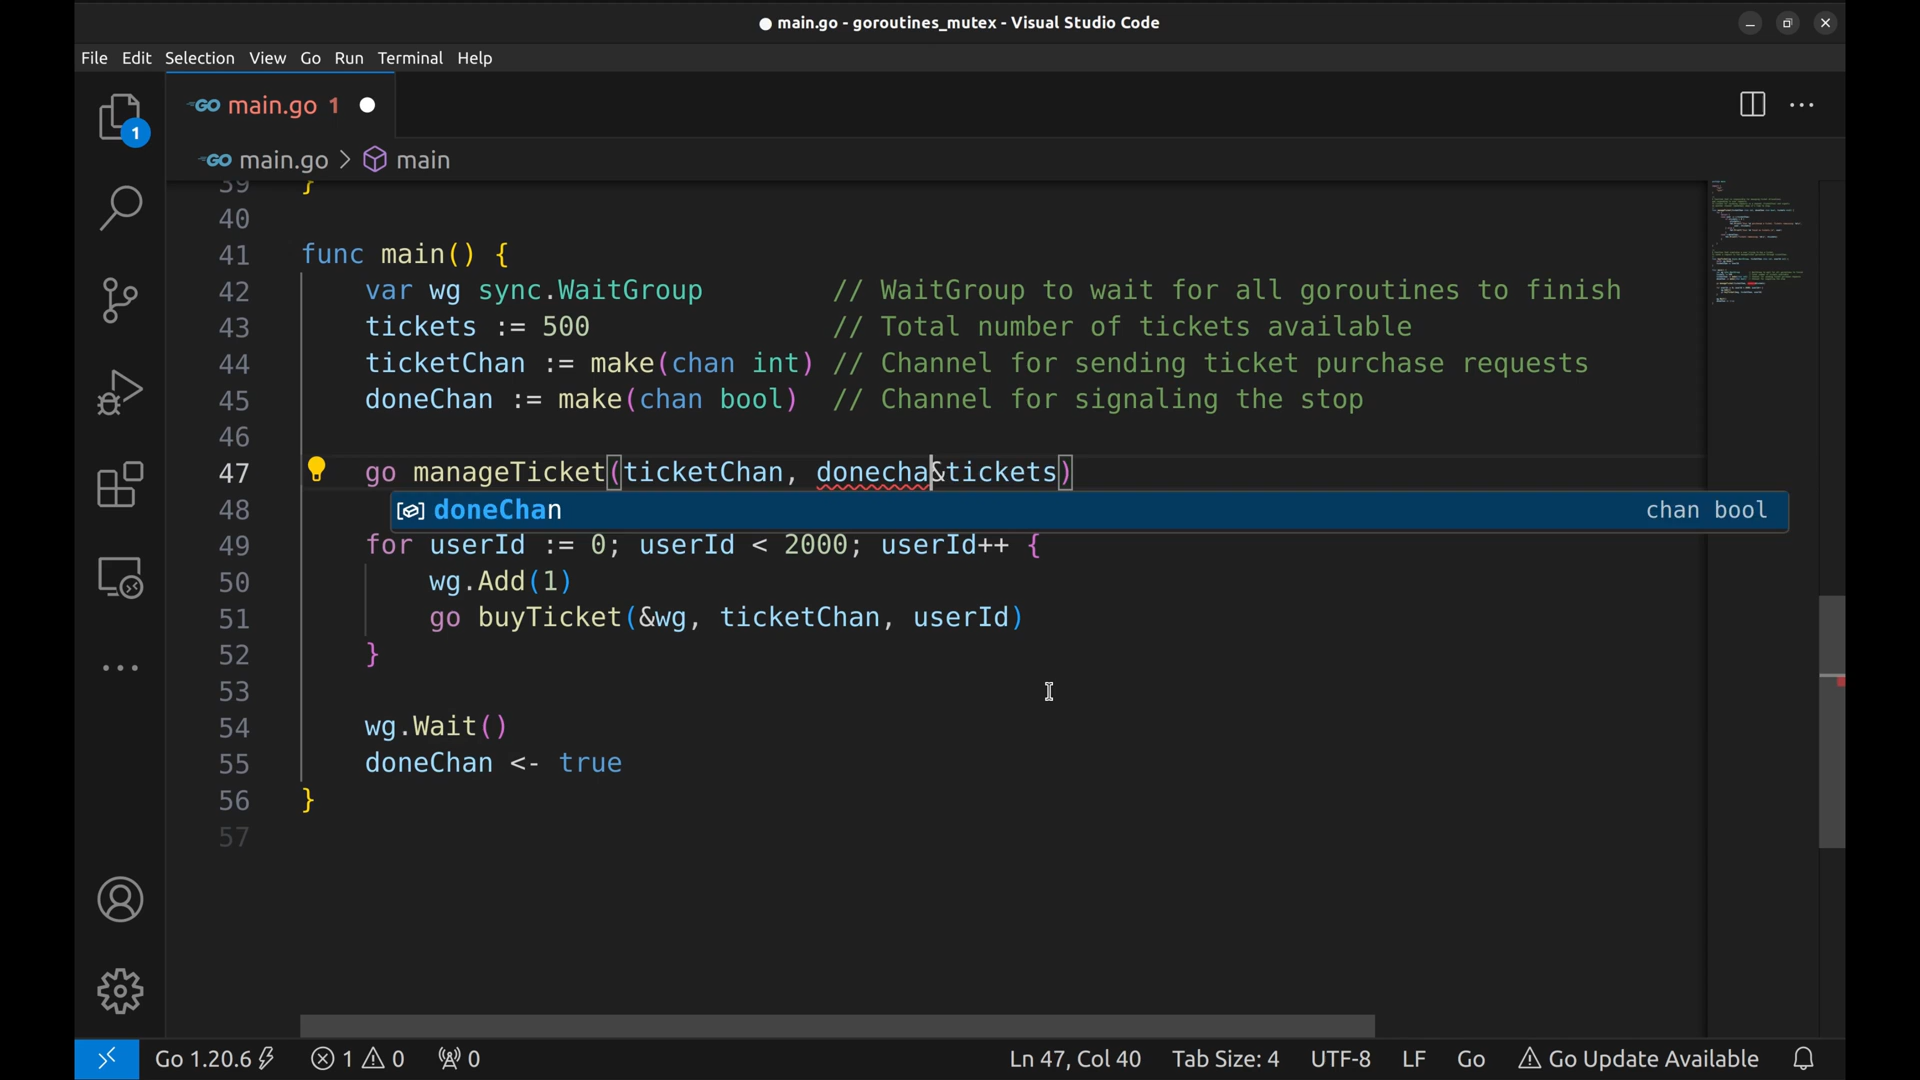 main.go - goroutines_mutex - Visual Studio Code
File Edit Selection View Go Run Terminal Help
GO main.go 1
1
GO main.go > main
39 }
40
41 func main() {
42 var wg sync.WaitGroup // WaitGroup to wait for all goroutines to finish
43 tickets := 500 // Total number of tickets available
44 ticketChan := make(chan int) // Channel for sending ticket purchase requests
45 doneChan := make(chan bool) // Channel for signaling the stop
46
47 go manageTicket(ticketChan, donecha&tickets)
48 doneChan chan bool
49 for userId := 0; userId < 2000; userId++ {
50 wg.Add(1)
51 go buyTicket(&wg, ticketChan, userId)
52 }
53
54 wg.Wait()
55 doneChan <- true
56 }
57
Go 1.20.6 1 0 0 Ln 47, Col 40 Tab Size: 4 UTF-8 LF Go Go Update Available